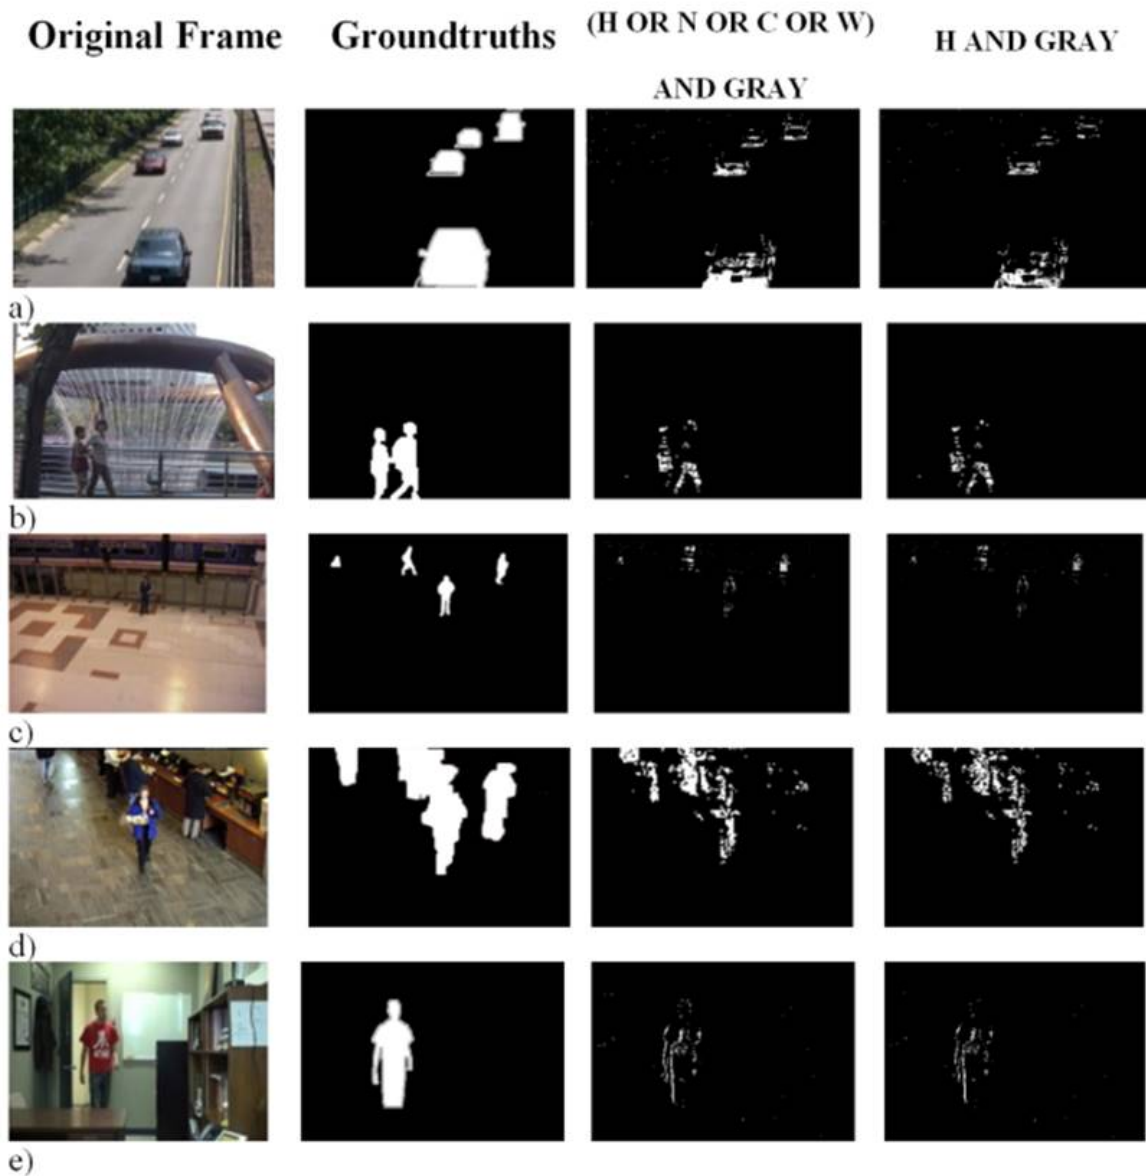 Original Frame
Groundtruths
(H OR N OR C OR W)
AND GRAY
H AND GRAY
a)
b)
c)
d)
e)